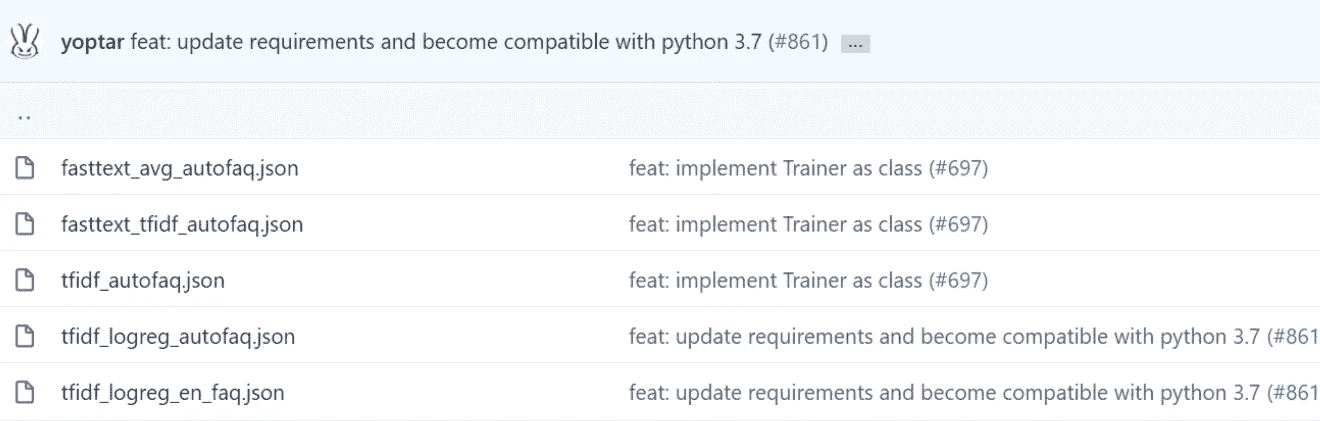 yoptar feat: update requirements and become compatible with python 3.7 (#861) ...
..
fasttext_avg_autofaq.json feat: implement Trainer as class (#697)
fasttext_tfidf_autofaq.json feat: implement Trainer as class (#697)
tfidf_autofaq.json feat: implement Trainer as class (#697)
tfidf_logreg_autofaq.json feat: update requirements and become compatible with python 3.7 (#861
tfidf_logreg_en_faq.json feat: update requirements and become compatible with python 3.7 (#861